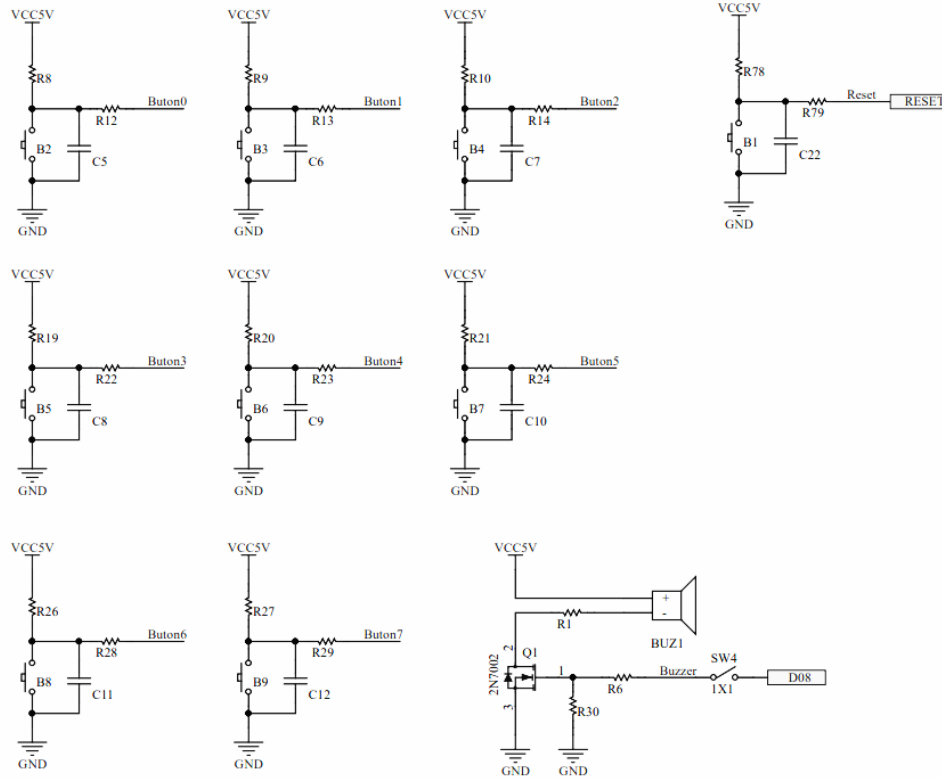 VCC5V VCC5V VCC5V VCC5V
R8 R9 R10 R78
Buton0 Buton1 Buton2 Reset RESET
R12 R13 R14 R79
B2 C5 B3 C6 B4 C7 B1 C22
GND GND GND GND
VCC5V VCC5V VCC5V
R19 R20 R21
Buton3 Buton4 Buton5
R22 R23 R24
B5 C8 B6 C9 B7 C10
GND GND GND
VCC5V VCC5V VCC5V
R26 R27
+
-
R1
BUZ1
Buton6 Buton7
R28 R29
B8 C11 B9 C12
2N7002
2 Q1
1
3
R6
Buzzer
SW4
1X1
D08
R30
GND GND GND GND